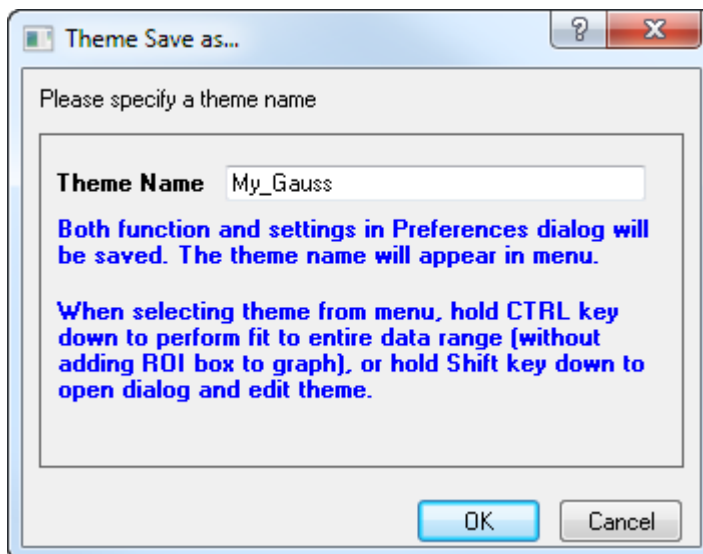 Theme Save as...
?
X
Please specify a theme name
Theme Name My_Gauss
Both function and settings in Preferences dialog will
be saved. The theme name will appear in menu.
When selecting theme from menu, hold CTRL key
down to perform fit to entire data range (without
adding ROI box to graph), or hold Shift key down to
open dialog and edit theme.
OK Cancel